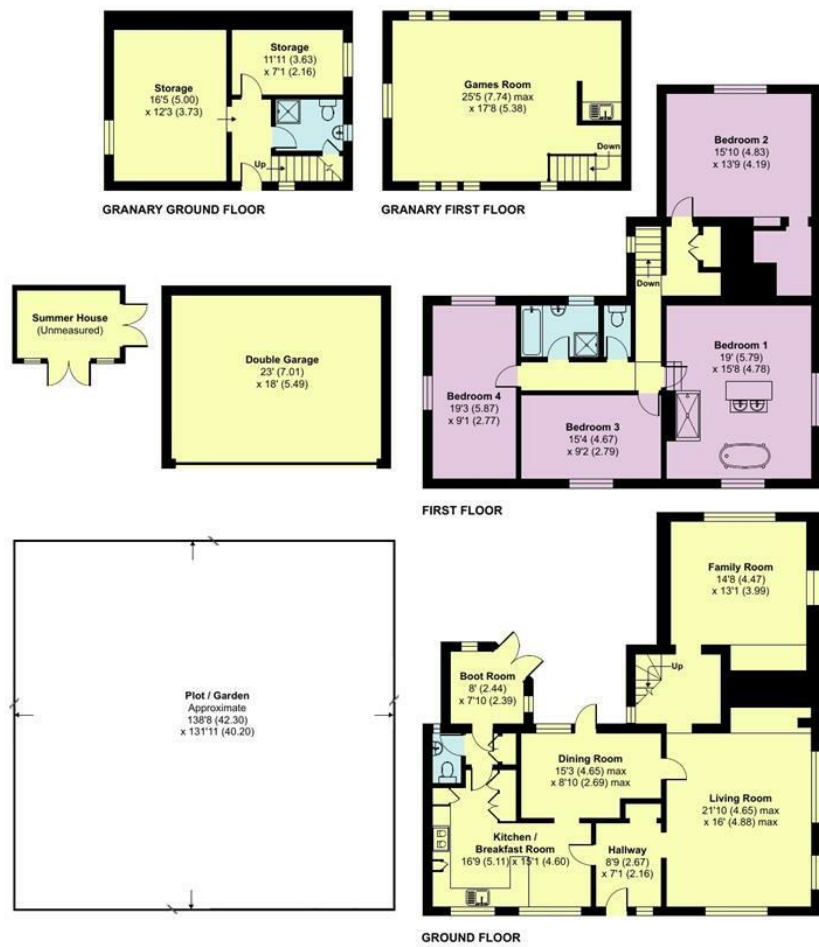 Storage
16'5 (5.00)
x 12'3 (3.73)
Storage
11'11 (3.63)
x 7'1 (2.16)
Up
GRANARY GROUND FLOOR
Games Room
25'5 (7.74) max
x 17'8 (5.38)
Down
GRANARY FIRST FLOOR
Summer House
(Unmeasured)
Double Garage
23' (7.01)
x 18' (5.49)
Bedroom 2
15'10 (4.83)
x 13'9 (4.19)
Down
Bedroom 1
19' (5.79)
x 15'8 (4.78)
Bedroom 4
19'3 (5.87)
x 9'1 (2.77)
Bedroom 3
15'4 (4.67)
x 9'2 (2.79)
FIRST FLOOR
Plot / Garden
Approximate
138'8 (42.30)
x 131'11 (40.20)
Family Room
14'8 (4.47)
x 13'1 (3.99)
Up
Boot Room
8' (2.44)
x 7'10 (2.39)
Dining Room
15'3 (4.65) max
x 8'10 (2.69) max
Living Room
21'10 (4.65) max
x 16' (4.88) max
Kitchen /
Breakfast Room
16'9 (5.11) x 15'1 (4.60)
Hallway
8'9 (2.67)
x 7'1 (2.16)
GROUND FLOOR